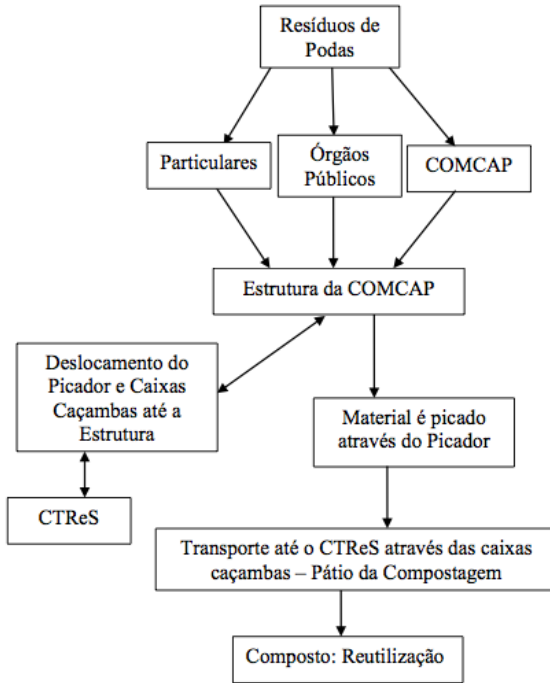 Resíduos de
Podas
Particulares
Órgãos
Públicos
COMCAP
Estrutura da COMCAP
Deslocamento do
Picador e Caixas
Caçambas até a
Estrutura
Material é picado
através do Picador
CTReS
Transporte até o CTReS através das caixas
caçambas – Pátio da Compostagem
Composto: Reutilização